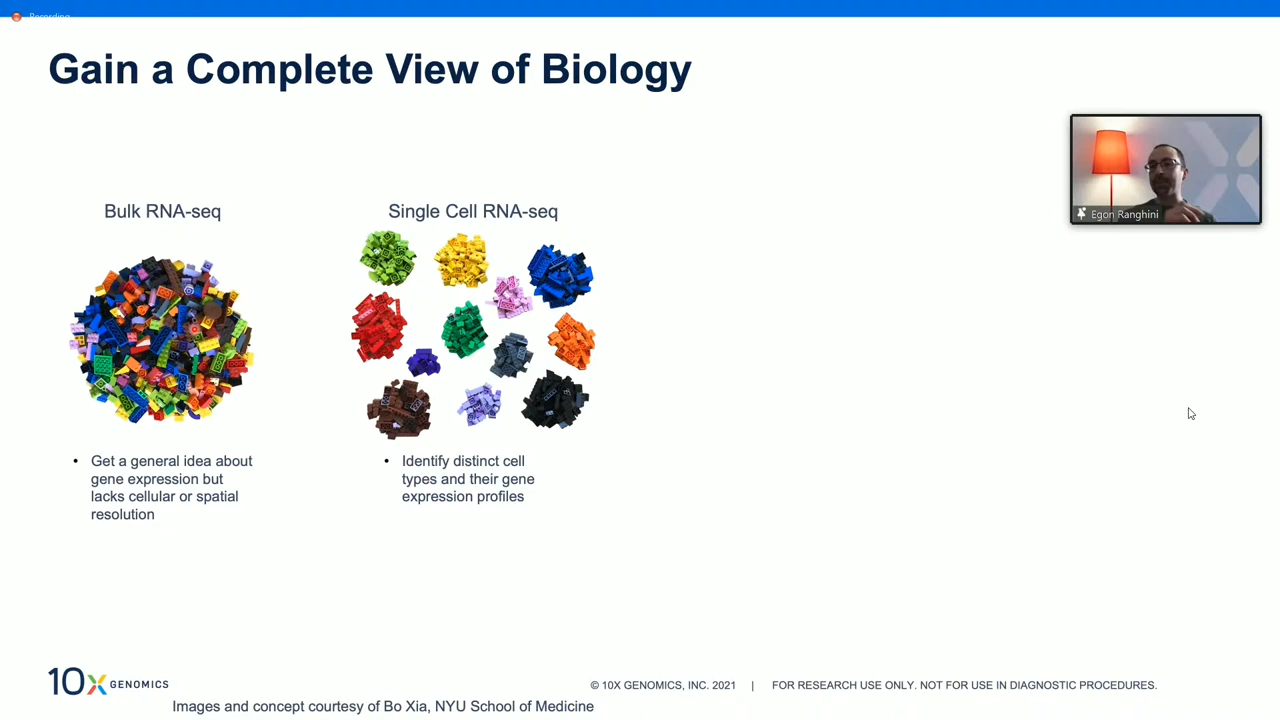 Recording
Gain a Complete View of Biology
Egon Ranghini
Bulk RNA-seq
Single Cell RNA-seq
• Get a general idea about
gene expression but
lacks cellular or spatial
resolution
• Identify distinct cell
types and their gene
expression profiles
10X GENOMICS
© 10X GENOMICS, INC. 2021 | FOR RESEARCH USE ONLY. NOT FOR USE IN DIAGNOSTIC PROCEDURES.
Images and concept courtesy of Bo Xia, NYU School of Medicine